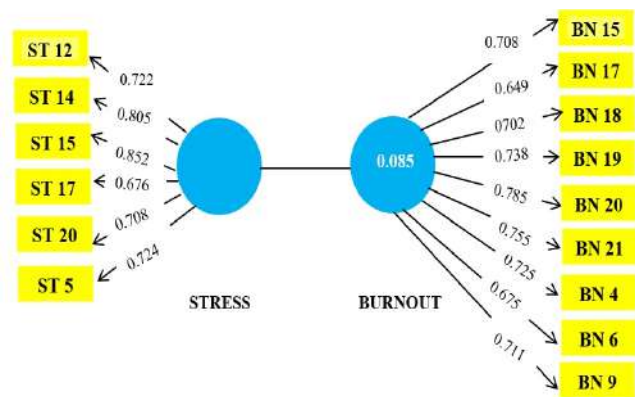 ST 12
ST 14
ST 15
ST 17
ST 20
ST 5
0.722
0.805
0.852
0.676
0.708
0.724
STRESS
0.085
BURNOUT
0.708
0.649
0702
0.738
0.785
0.755
0.725
0.675
0.711
BN 15
BN 17
BN 18
BN 19
BN 20
BN 21
BN 4
BN 6
BN 9